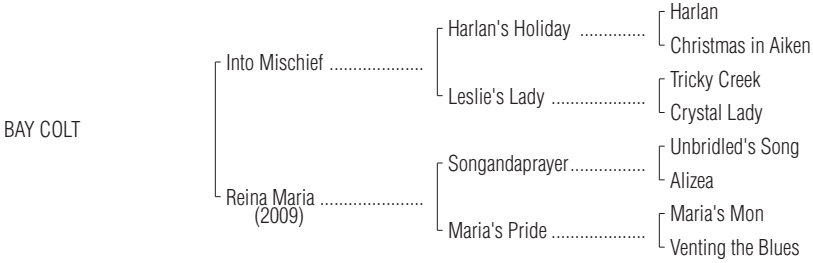 Harlan
Harlan's Holiday ..............
Christmas in Aiken
Into Mischief ....................
Tricky Creek
Leslie's Lady ....................
Crystal Lady
BAY COLT
Unbridled's Song
Songandaprayer................
Alizea
Reina Maria ......................
(2009)
Maria's Mon
Maria's Pride ....................
Venting the Blues